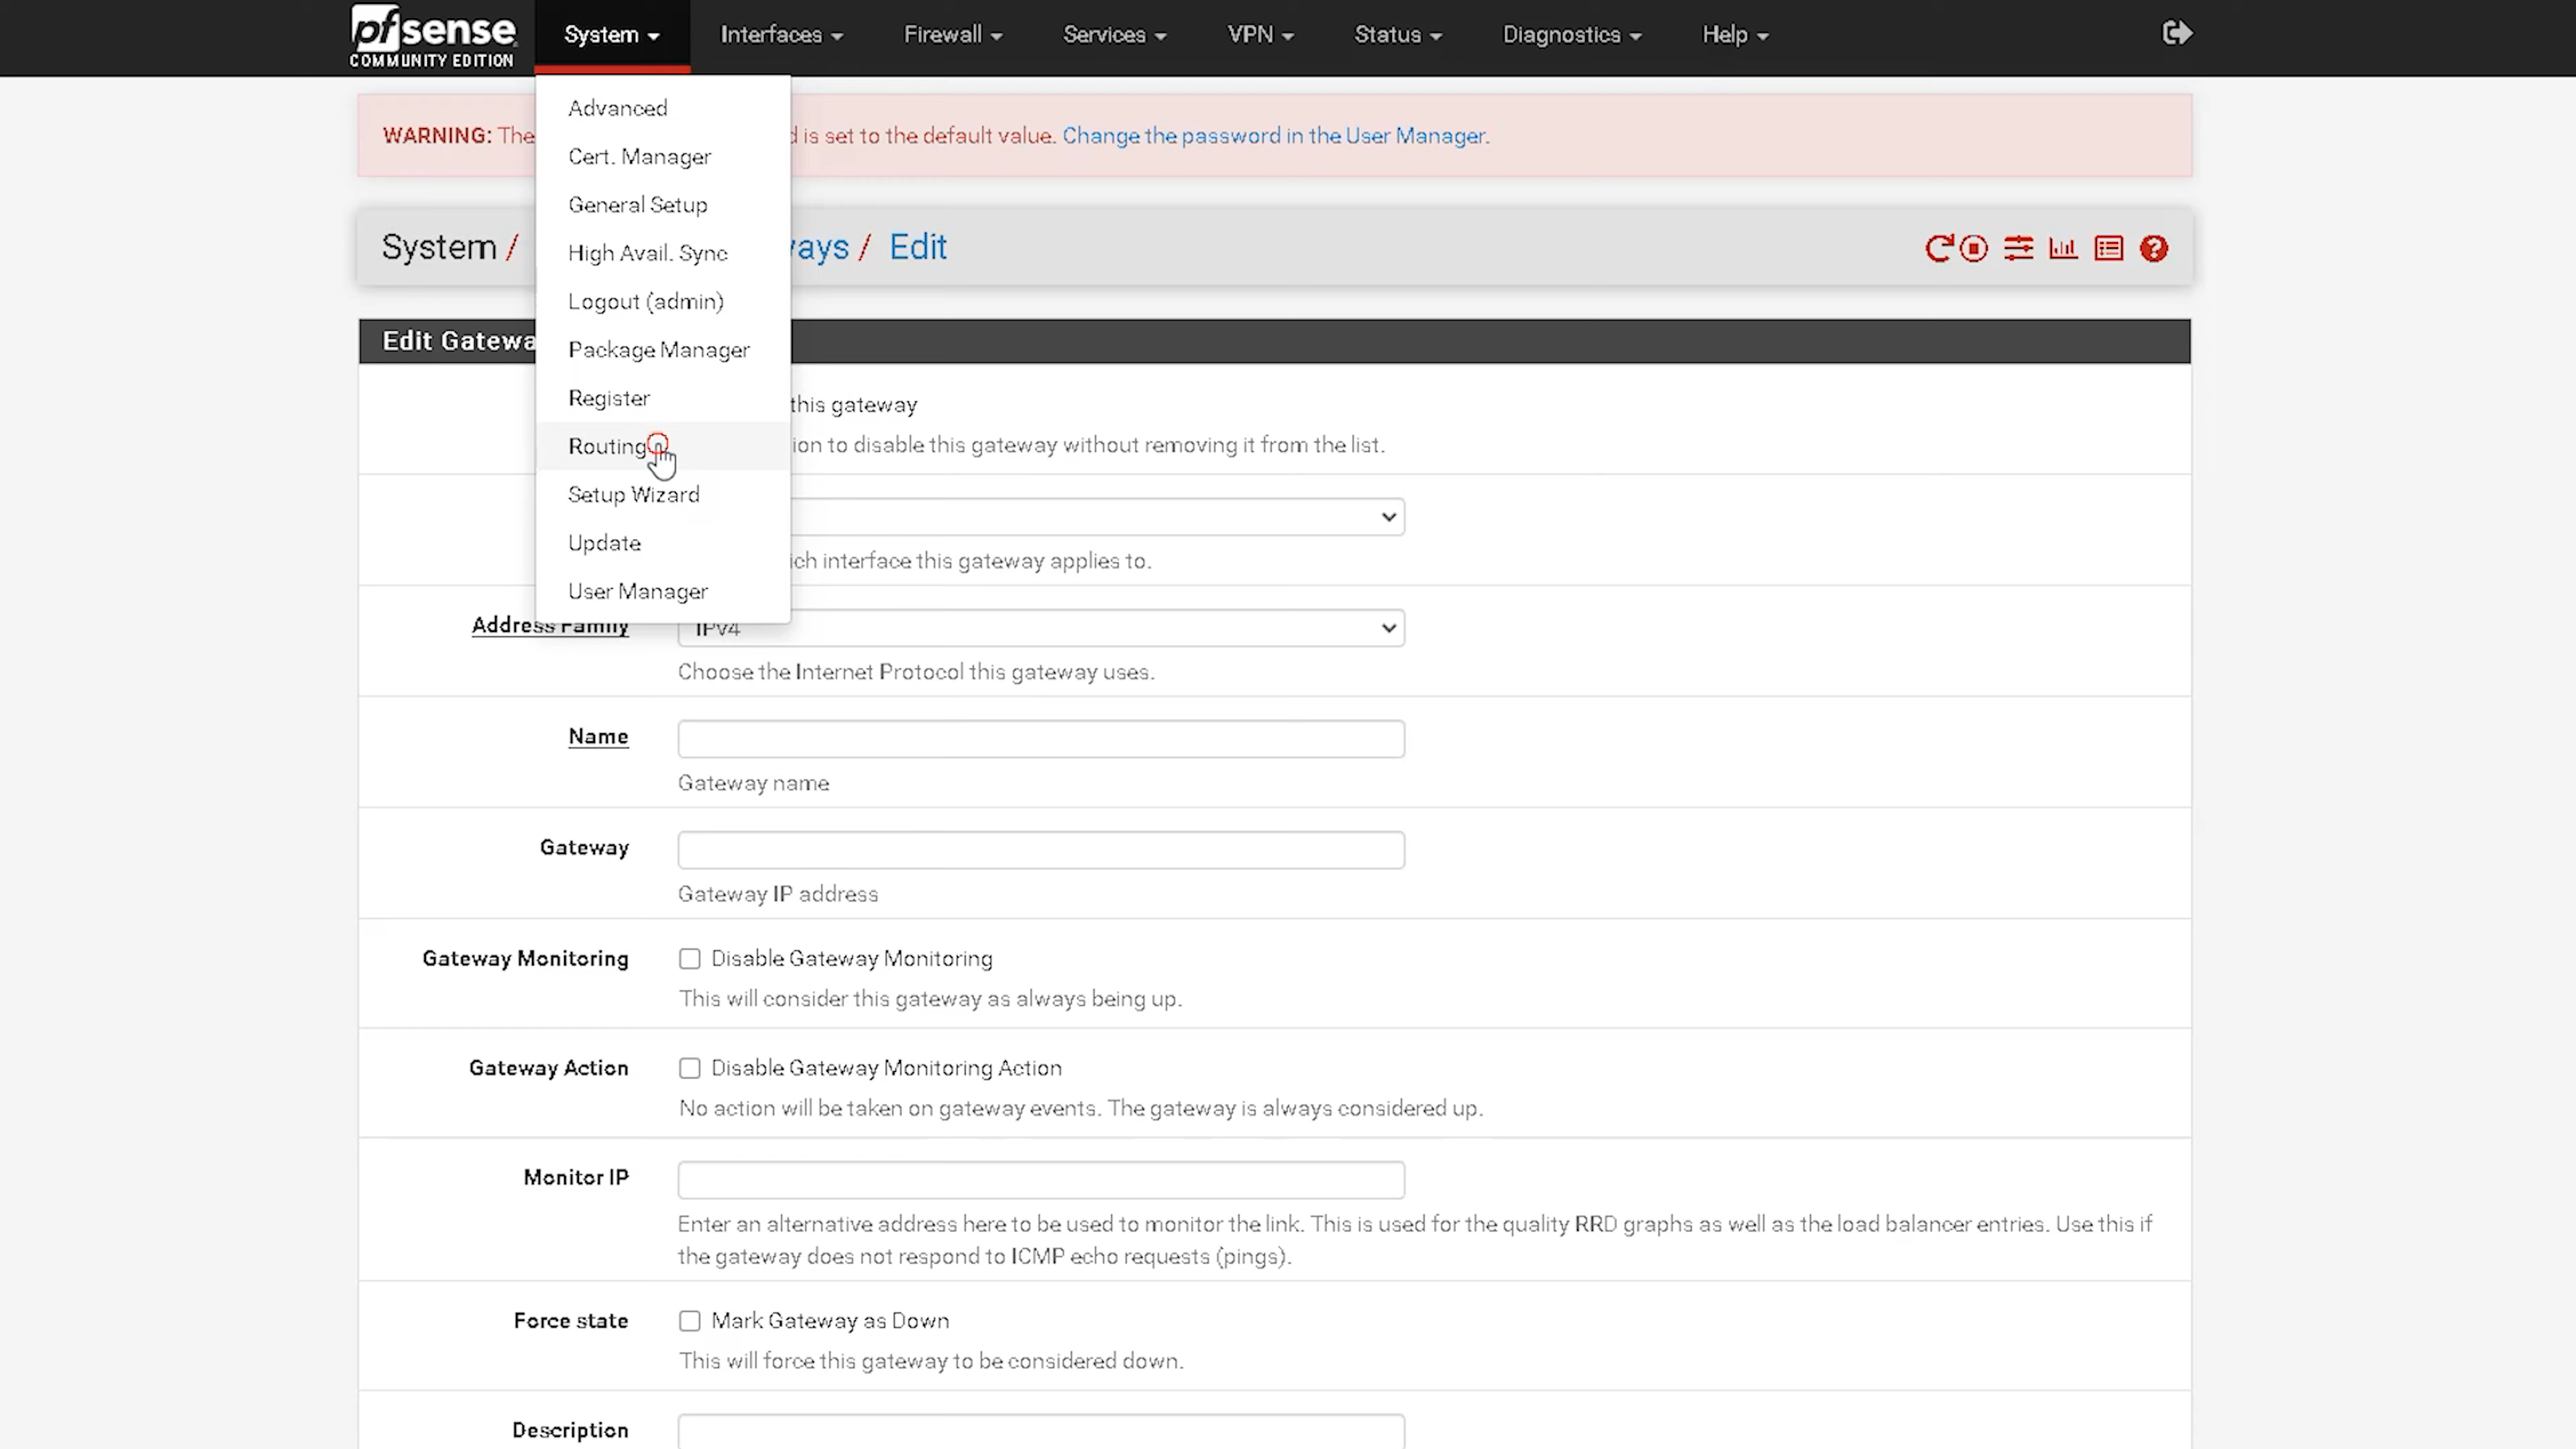 pfsense
COMMUNITY EDITION
System
Interfaces
Firewall
Services
VPN
Status
Diagnostics
Help
Advanced
Cert. Manager
General Setup
High Avail. Sync
Logout (admin)
Package Manager
Register
Routing
Setup Wizard
Update
User Manager
WARNING: The
d is set to the default value. Change the password in the User Manager.
System / ways / Edit
Edit Gatewa
this gateway
ion to disable this gateway without removing it from the list.
ich interface this gateway applies to.
Address Family
IPv4
Choose the Internet Protocol this gateway uses.
Name
Gateway name
Gateway
Gateway IP address
Gateway Monitoring
Disable Gateway Monitoring
This will consider this gateway as always being up.
Gateway Action
Disable Gateway Monitoring Action
No action will be taken on gateway events. The gateway is always considered up.
Monitor IP
Enter an alternative address here to be used to monitor the link. This is used for the quality RRD graphs as well as the load balancer entries. Use this if
the gateway does not respond to ICMP echo requests (pings).
Force state
Mark Gateway as Down
This will force this gateway to be considered down.
Description